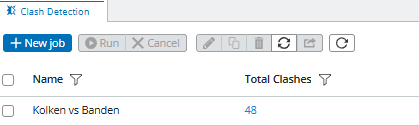 Clash Detection
New job Run Cancel
Name Total Clashes
Kolken vs Banden 48